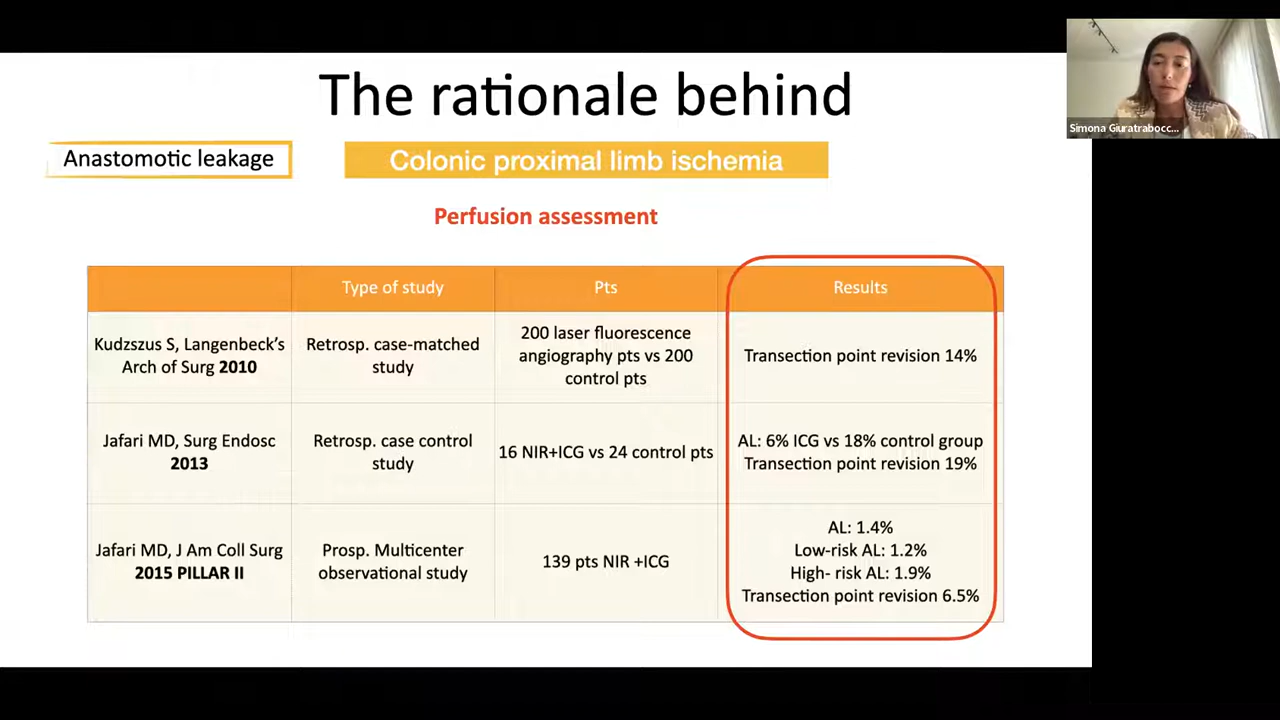 The rationale behind
Simona Giuratrabocc...
Anastomotic leakage
Colonic proximal limb ischemia
Perfusion assessment
Type of study
Pts
Results
Kudzszus S, Langenbeck's
Arch of Surg 2010
Retrosp. case-matched
study
200 laser fluorescence
angiography pts vs 200
control pts
Transection point revision 14%
Jafari MD, Surg Endosc
2013
Retrosp. case control
study
16 NIR+ICG vs 24 control pts
AL: 6% ICG vs 18% control group
Transection point revision 19%
Jafari MD, J Am Coll Surg
2015 PILLAR II
Prosp. Multicenter
observational study
139 pts NIR +ICG
AL: 1.4%
Low-risk AL: 1.2%
High- risk AL: 1.9%
Transection point revision 6.5%